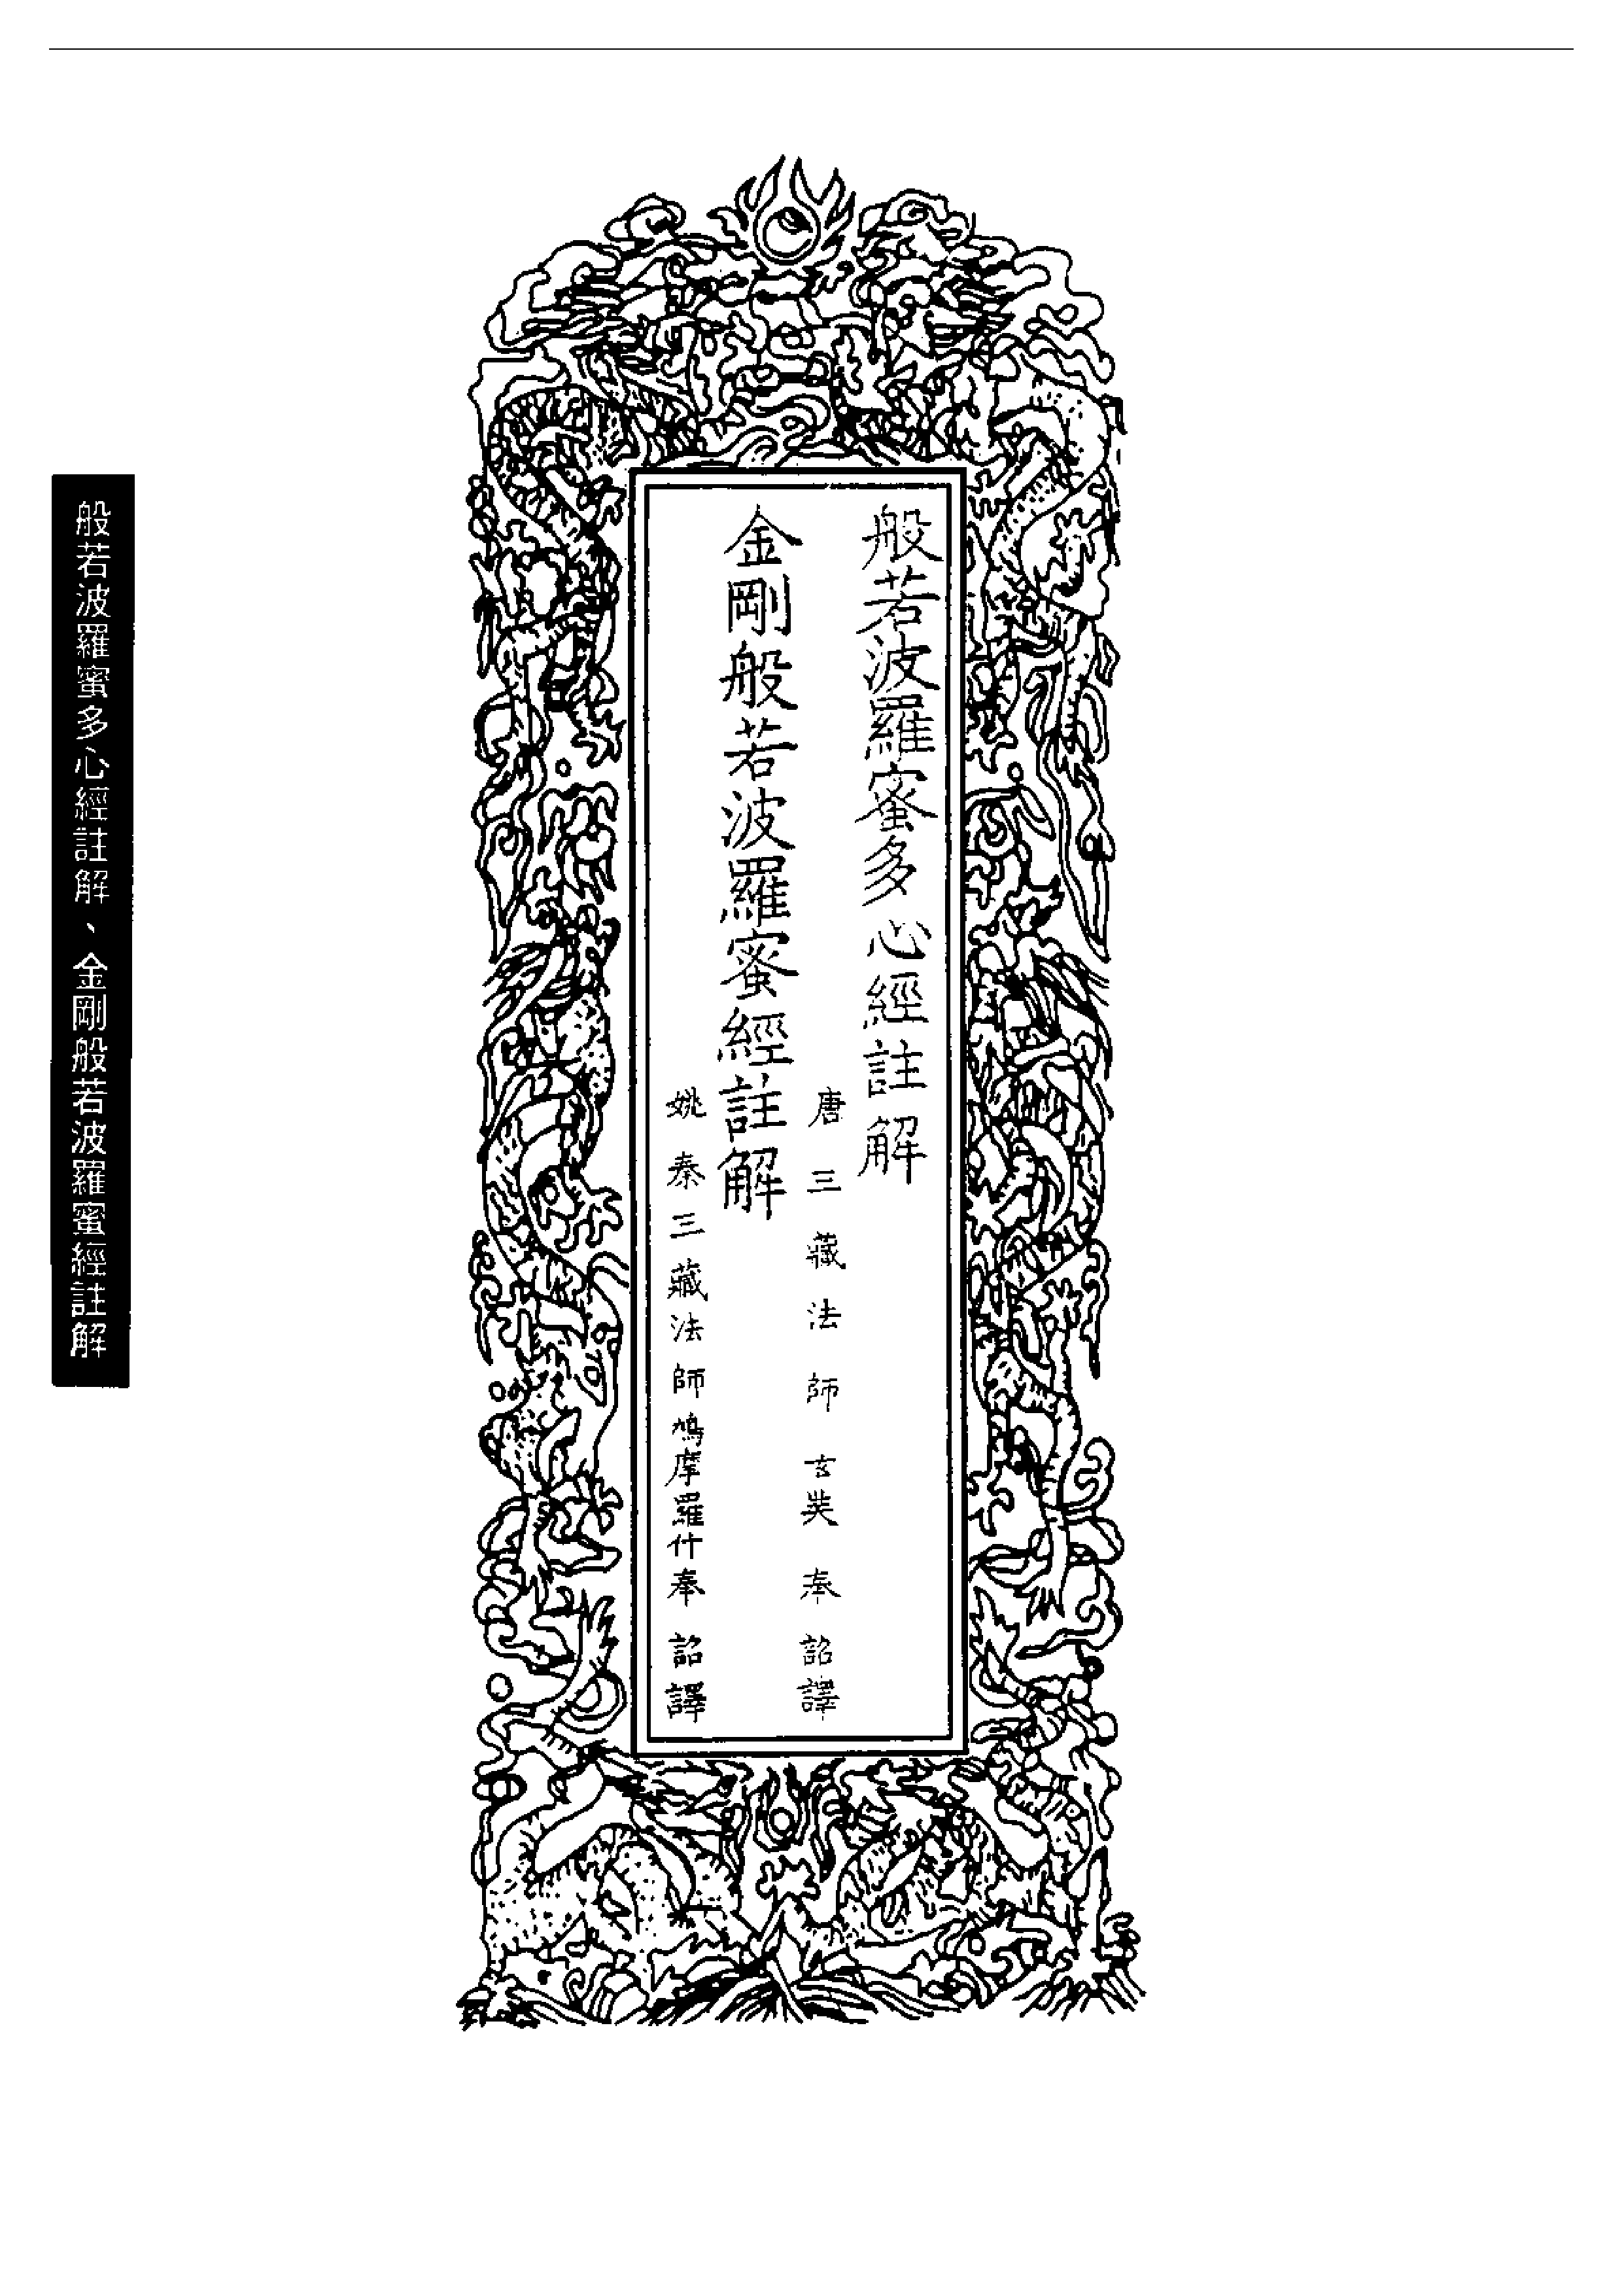 般若波羅蜜多心經註解
唐三藏法師玄奘奉詔譯
金剛般若波羅蜜經註解
姚秦三藏法師鳩摩羅什奉詔譯
般若波羅蜜多心經註解、金剛般若波羅蜜經註解